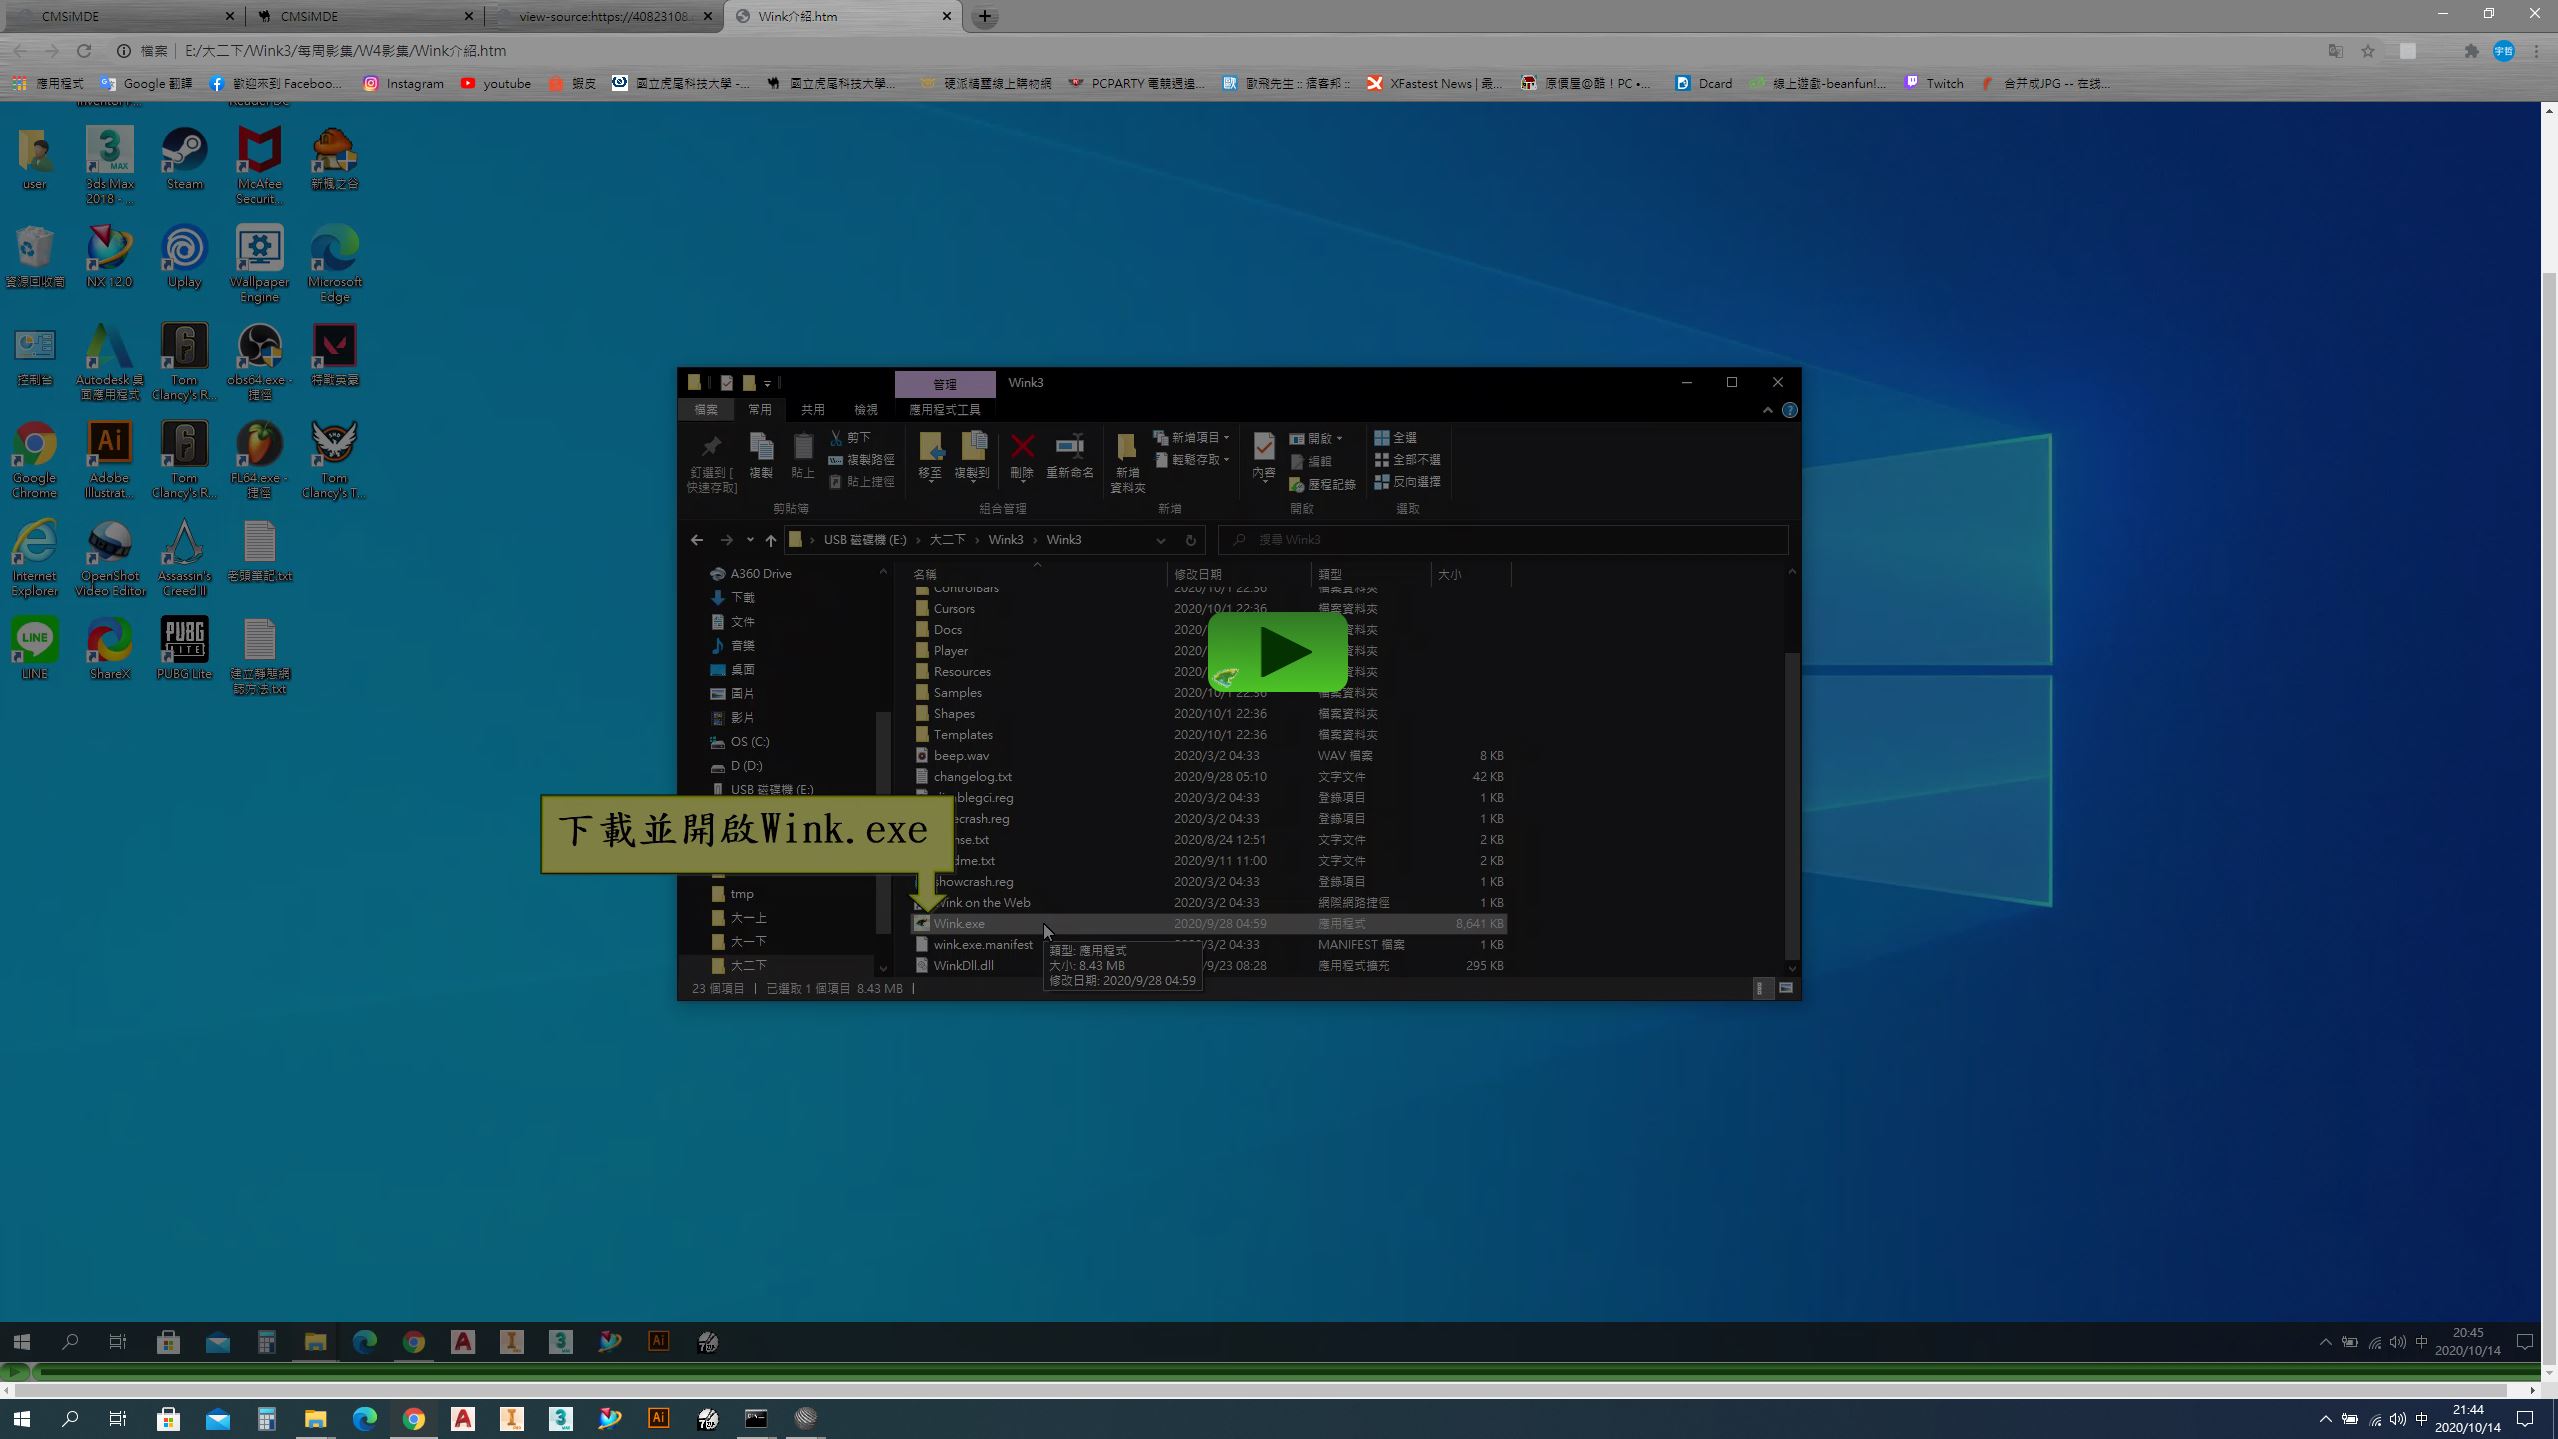 CMSiMDE
CMSiMDE
view-source:https://40823108.
Wink介紹.htm
檔案 | E:/大二下/Wink3/每周影集/W4影集/Wink介紹.htm
宇哲
應用程式
Google 翻譯
歡迎來到 Faceboo...
Instagram
youtube
蝦皮
國立虎尾科技大學 -...
國立虎尾科技大學...
硬派精靈線上購物網
PCPARTY 電競週邊...
歐飛先生 :: 痞客邦 ::
XFastest News | 最...
原價屋@酷！PC •...
Dcard
線上遊戲-beanfun!...
Twitch
合并成JPG -- 在线...
user
3ds Max 2018 - ...
Steam
McAfee Securit...
新楓之谷
資源回收筒
NX 12.0
Uplay
Wallpaper Engine
Microsoft Edge
控制台
Autodesk 桌面應用程式
Tom Clancy's R...
obs64.exe - 捷徑
特戰英豪
Google Chrome
Adobe Illustrat...
Tom Clancy's R...
FL64.exe - 捷徑
Tom Clancy's T...
Internet Explorer
OpenShot Video Editor
Assassin's Creed II
老頭筆記.txt
LINE
ShareX
PUBG Lite
建立靜態網誌方法.txt
管理
Wink3
檔案
常用
共用
檢視
應用程式工具
釘選到 [快速存取]
複製
貼上
剪下
複製路徑
貼上捷徑
移至
複製到
刪除
重新命名
新增資料夾
新增項目
輕鬆存取
內容
開啟
編輯
歷程記錄
全選
全部不選
反向選擇
剪貼簿
組合管理
新增
開啟
選取
USB 磁碟機 (E:) › 大二下 › Wink3 › Wink3
搜尋 Wink3
A360 Drive
下載
文件
音樂
桌面
圖片
影片
OS (C:)
D (D:)
USB 磁碟機 (E:)
tmp
大一上
大一下
大二下
名稱 修改日期 類型 大小
ControlBars 2020/10/1 22:36 檔案資料夾
Cursors 2020/10/1 22:36 檔案資料夾
Docs 2020/ 資料夾
Player 2020/ 資料夾
Resources 2020/ 資料夾
Samples 2020/10/1 22:36 檔案資料夾
Shapes 2020/10/1 22:36 檔案資料夾
Templates 2020/10/1 22:36 檔案資料夾
beep.wav 2020/3/2 04:33 WAV 檔案 8 KB
changelog.txt 2020/9/28 05:10 文字文件 42 KB
blegci.reg 2020/3/2 04:33 登錄項目 1 KB
ecrash.reg 2020/3/2 04:33 登錄項目 1 KB
nse.txt 2020/8/24 12:51 文字文件 2 KB
dme.txt 2020/9/11 11:00 文字文件 2 KB
showcrash.reg 2020/3/2 04:33 登錄項目 1 KB
Wink on the Web 2020/3/2 04:33 網際網路捷徑 1 KB
Wink.exe 2020/9/28 04:59 應用程式 8,641 KB
wink.exe.manifest /3/2 04:33 MANIFEST 檔案 1 KB
WinkDll.dll /9/23 08:28 應用程式擴充 295 KB
類型: 應用程式
大小: 8.43 MB
修改日期: 2020/9/28 04:59
23 個項目
已選取 1 個項目 8.43 MB
下載並開啟Wink.exe
中
20:45
2020/10/14
中
21:44
2020/10/14